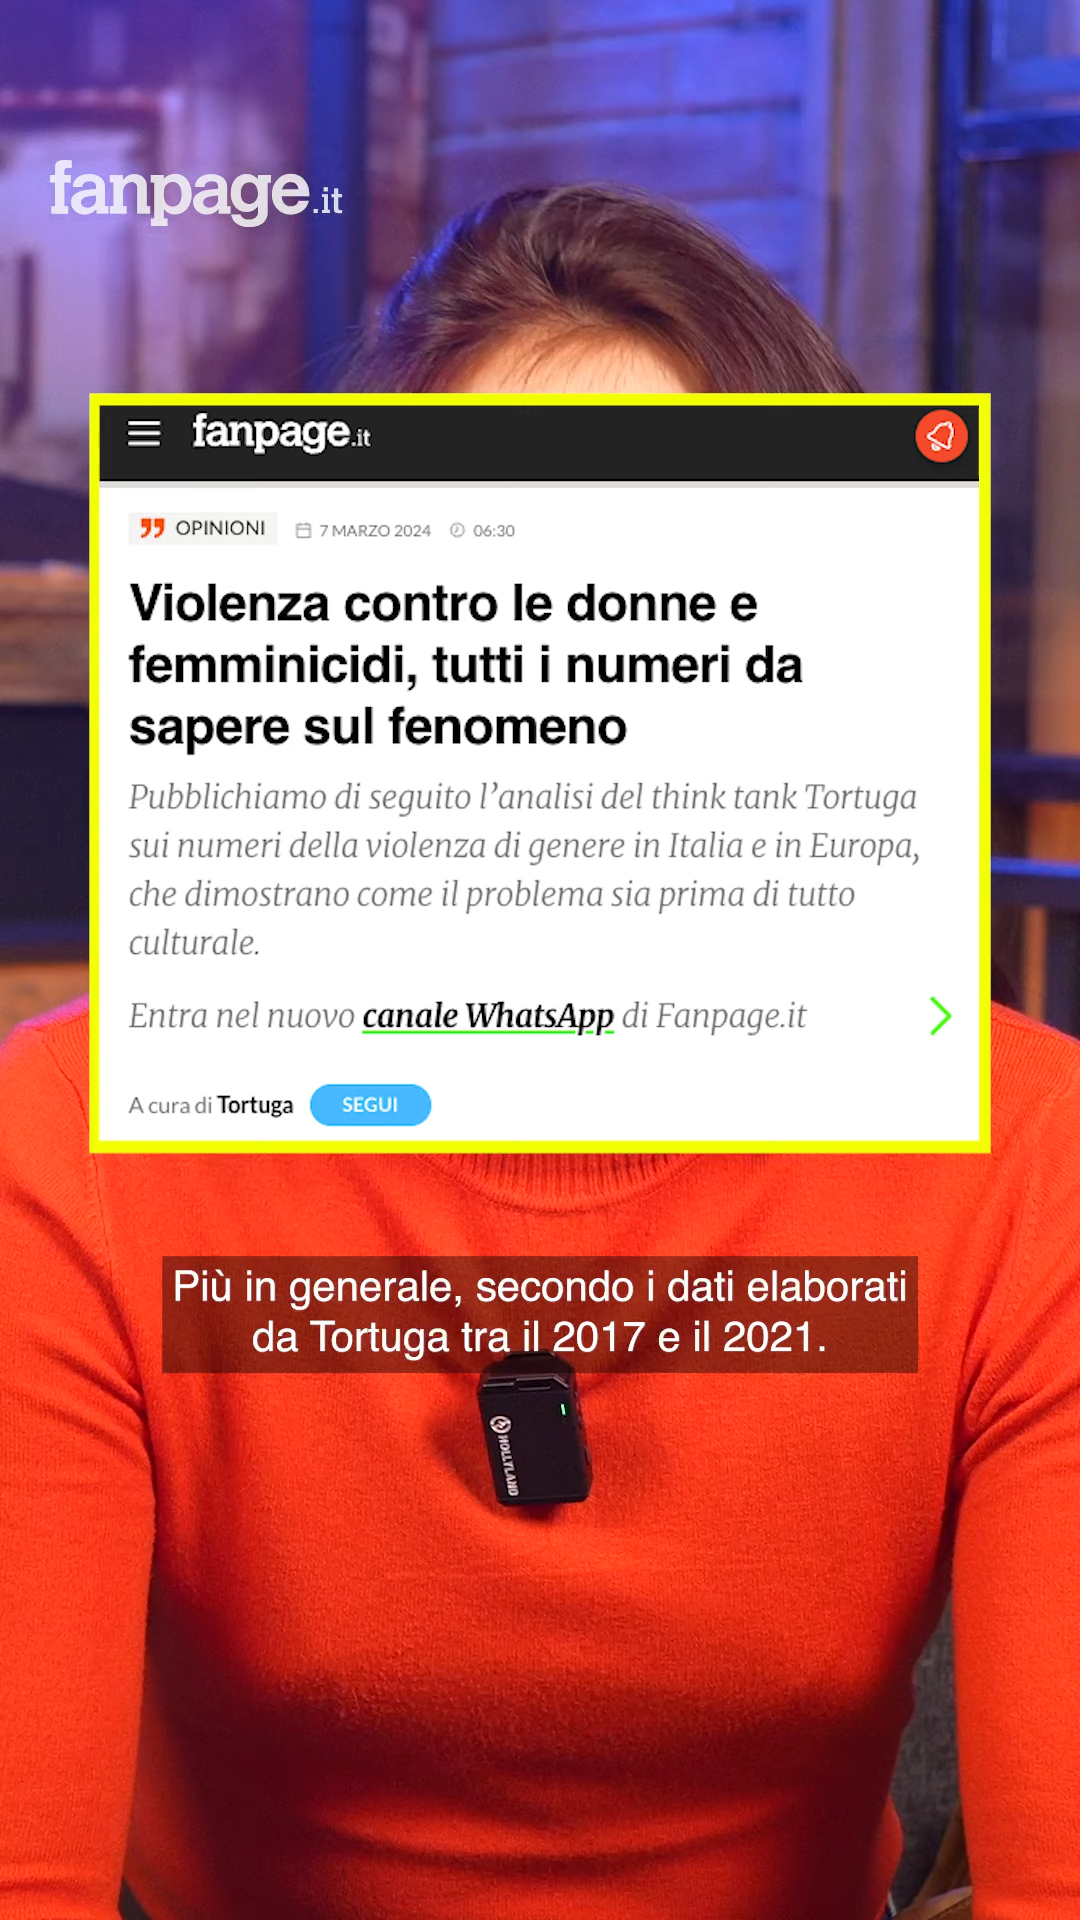 fanpage.it
fanpage.it
OPINIONI 7 MARZO 2024 06:30
Violenza contro le donne e
femminicidi, tutti i numeri da
sapere sul fenomeno
Pubblichiamo di seguito l’analisi del think tank Tortuga
sui numeri della violenza di genere in Italia e in Europa,
che dimostrano come il problema sia prima di tutto
culturale.
Entra nel nuovo canale WhatsApp di Fanpage.it
A cura di Tortuga SEGUI
Più in generale, secondo i dati elaborati
da Tortuga tra il 2017 e il 2021.
HOLLYLAND